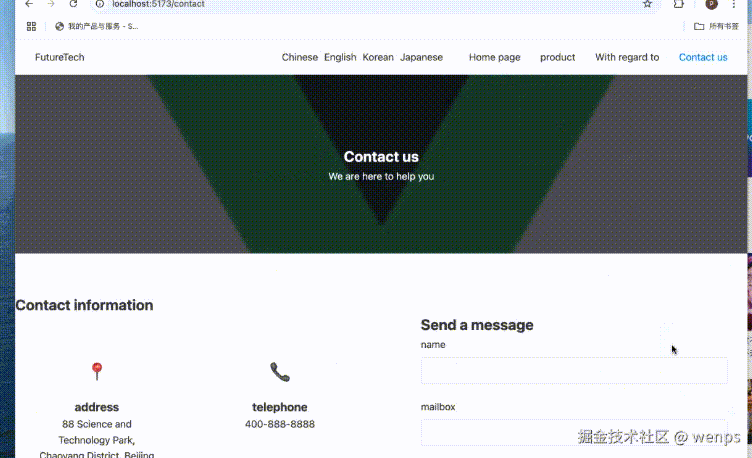 localhost:5173/contact
P
我的产品与服务 - S...
所有书签
FutureTech
Chinese English Korean Japanese
Home page product With regard to Contact us
Contact us
We are here to help you
Contact information
Send a message
name
address
telephone
88 Science and
400-888-8888
mailbox
Technology Park,
Chaoyang District, Beijing
掘金技术社区 @ wenps